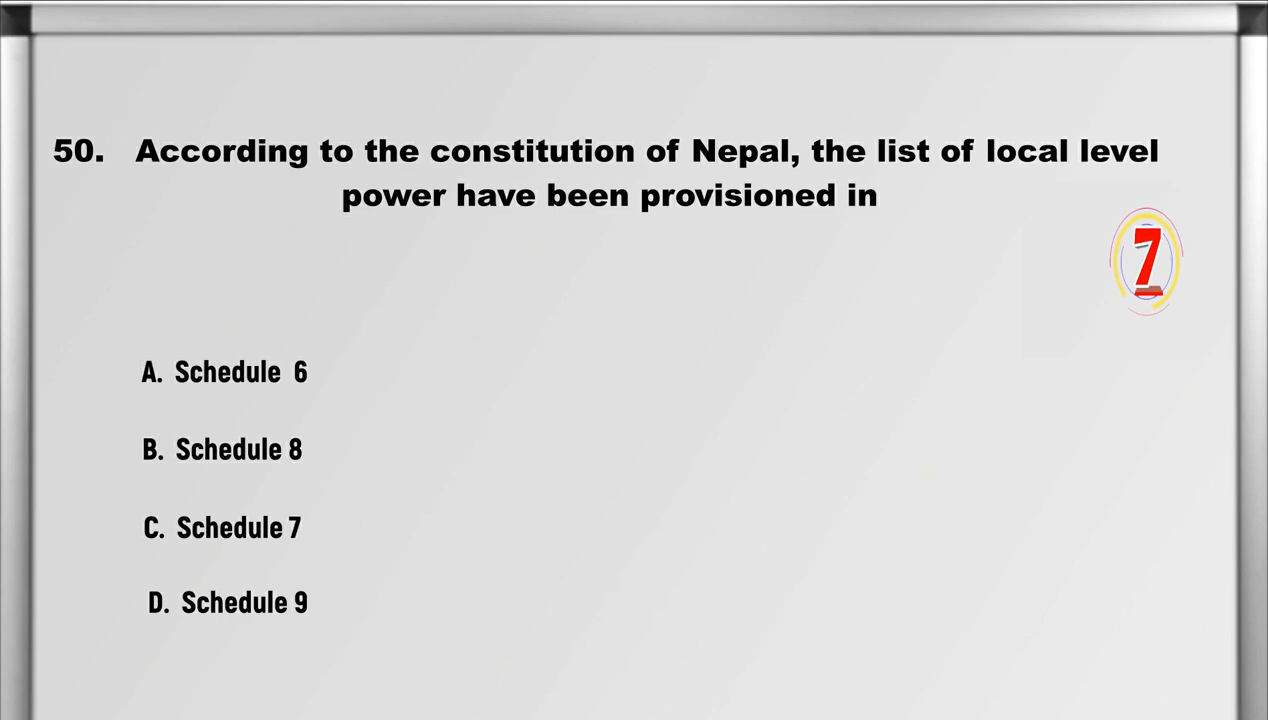 50. According to the constitution of Nepal, the list of local level
power have been provisioned in
7
A. Schedule 6
B. Schedule 8
C. Schedule 7
D. Schedule 9